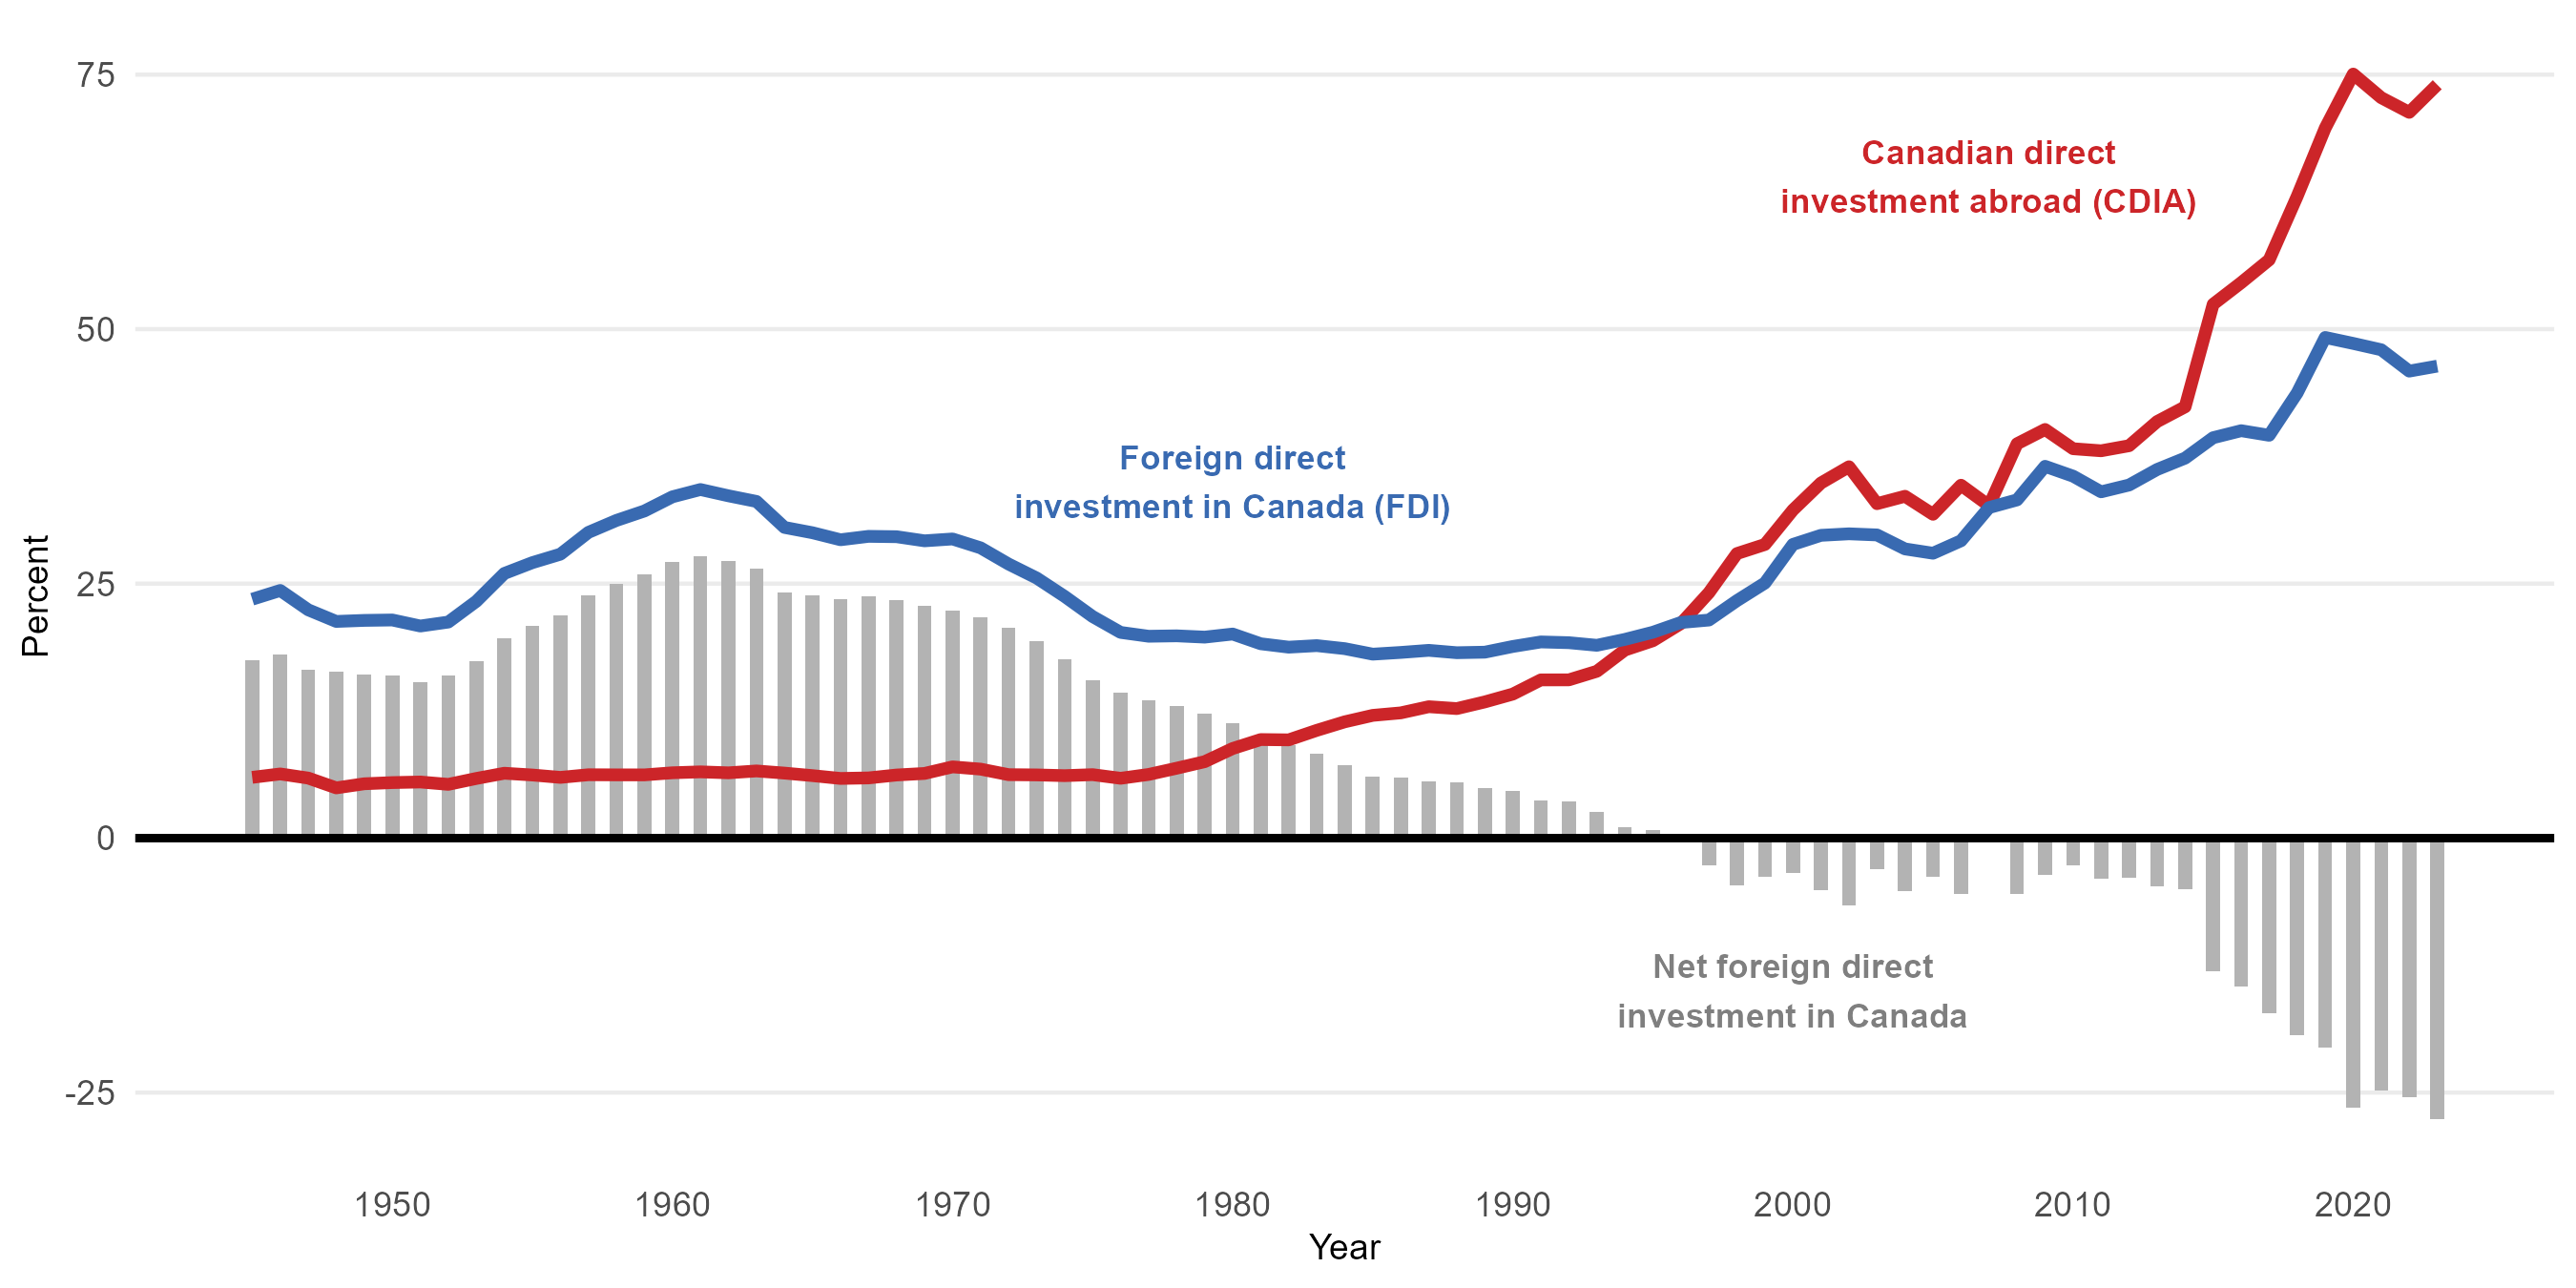 75
50
25
0
-25
Percent
Canadian direct
investment abroad (CDIA)
Foreign direct
investment in Canada (FDI)
Net foreign direct
investment in Canada
1950 1960 1970 1980 1990 2000 2010 2020
Year